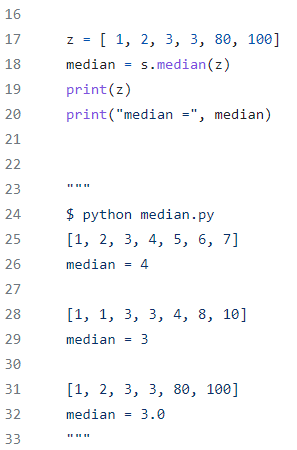 16
17 z = [ 1, 2, 3, 3, 80, 100]
18 median = s.median(z)
19 print(z)
20 print("median =", median)
21
22
23 """
24 $ python median.py
25 [1, 2, 3, 4, 5, 6, 7]
26 median = 4
27
28 [1, 1, 3, 3, 4, 8, 10]
29 median = 3
30
31 [1, 2, 3, 3, 80, 100]
32 median = 3.0
33 """